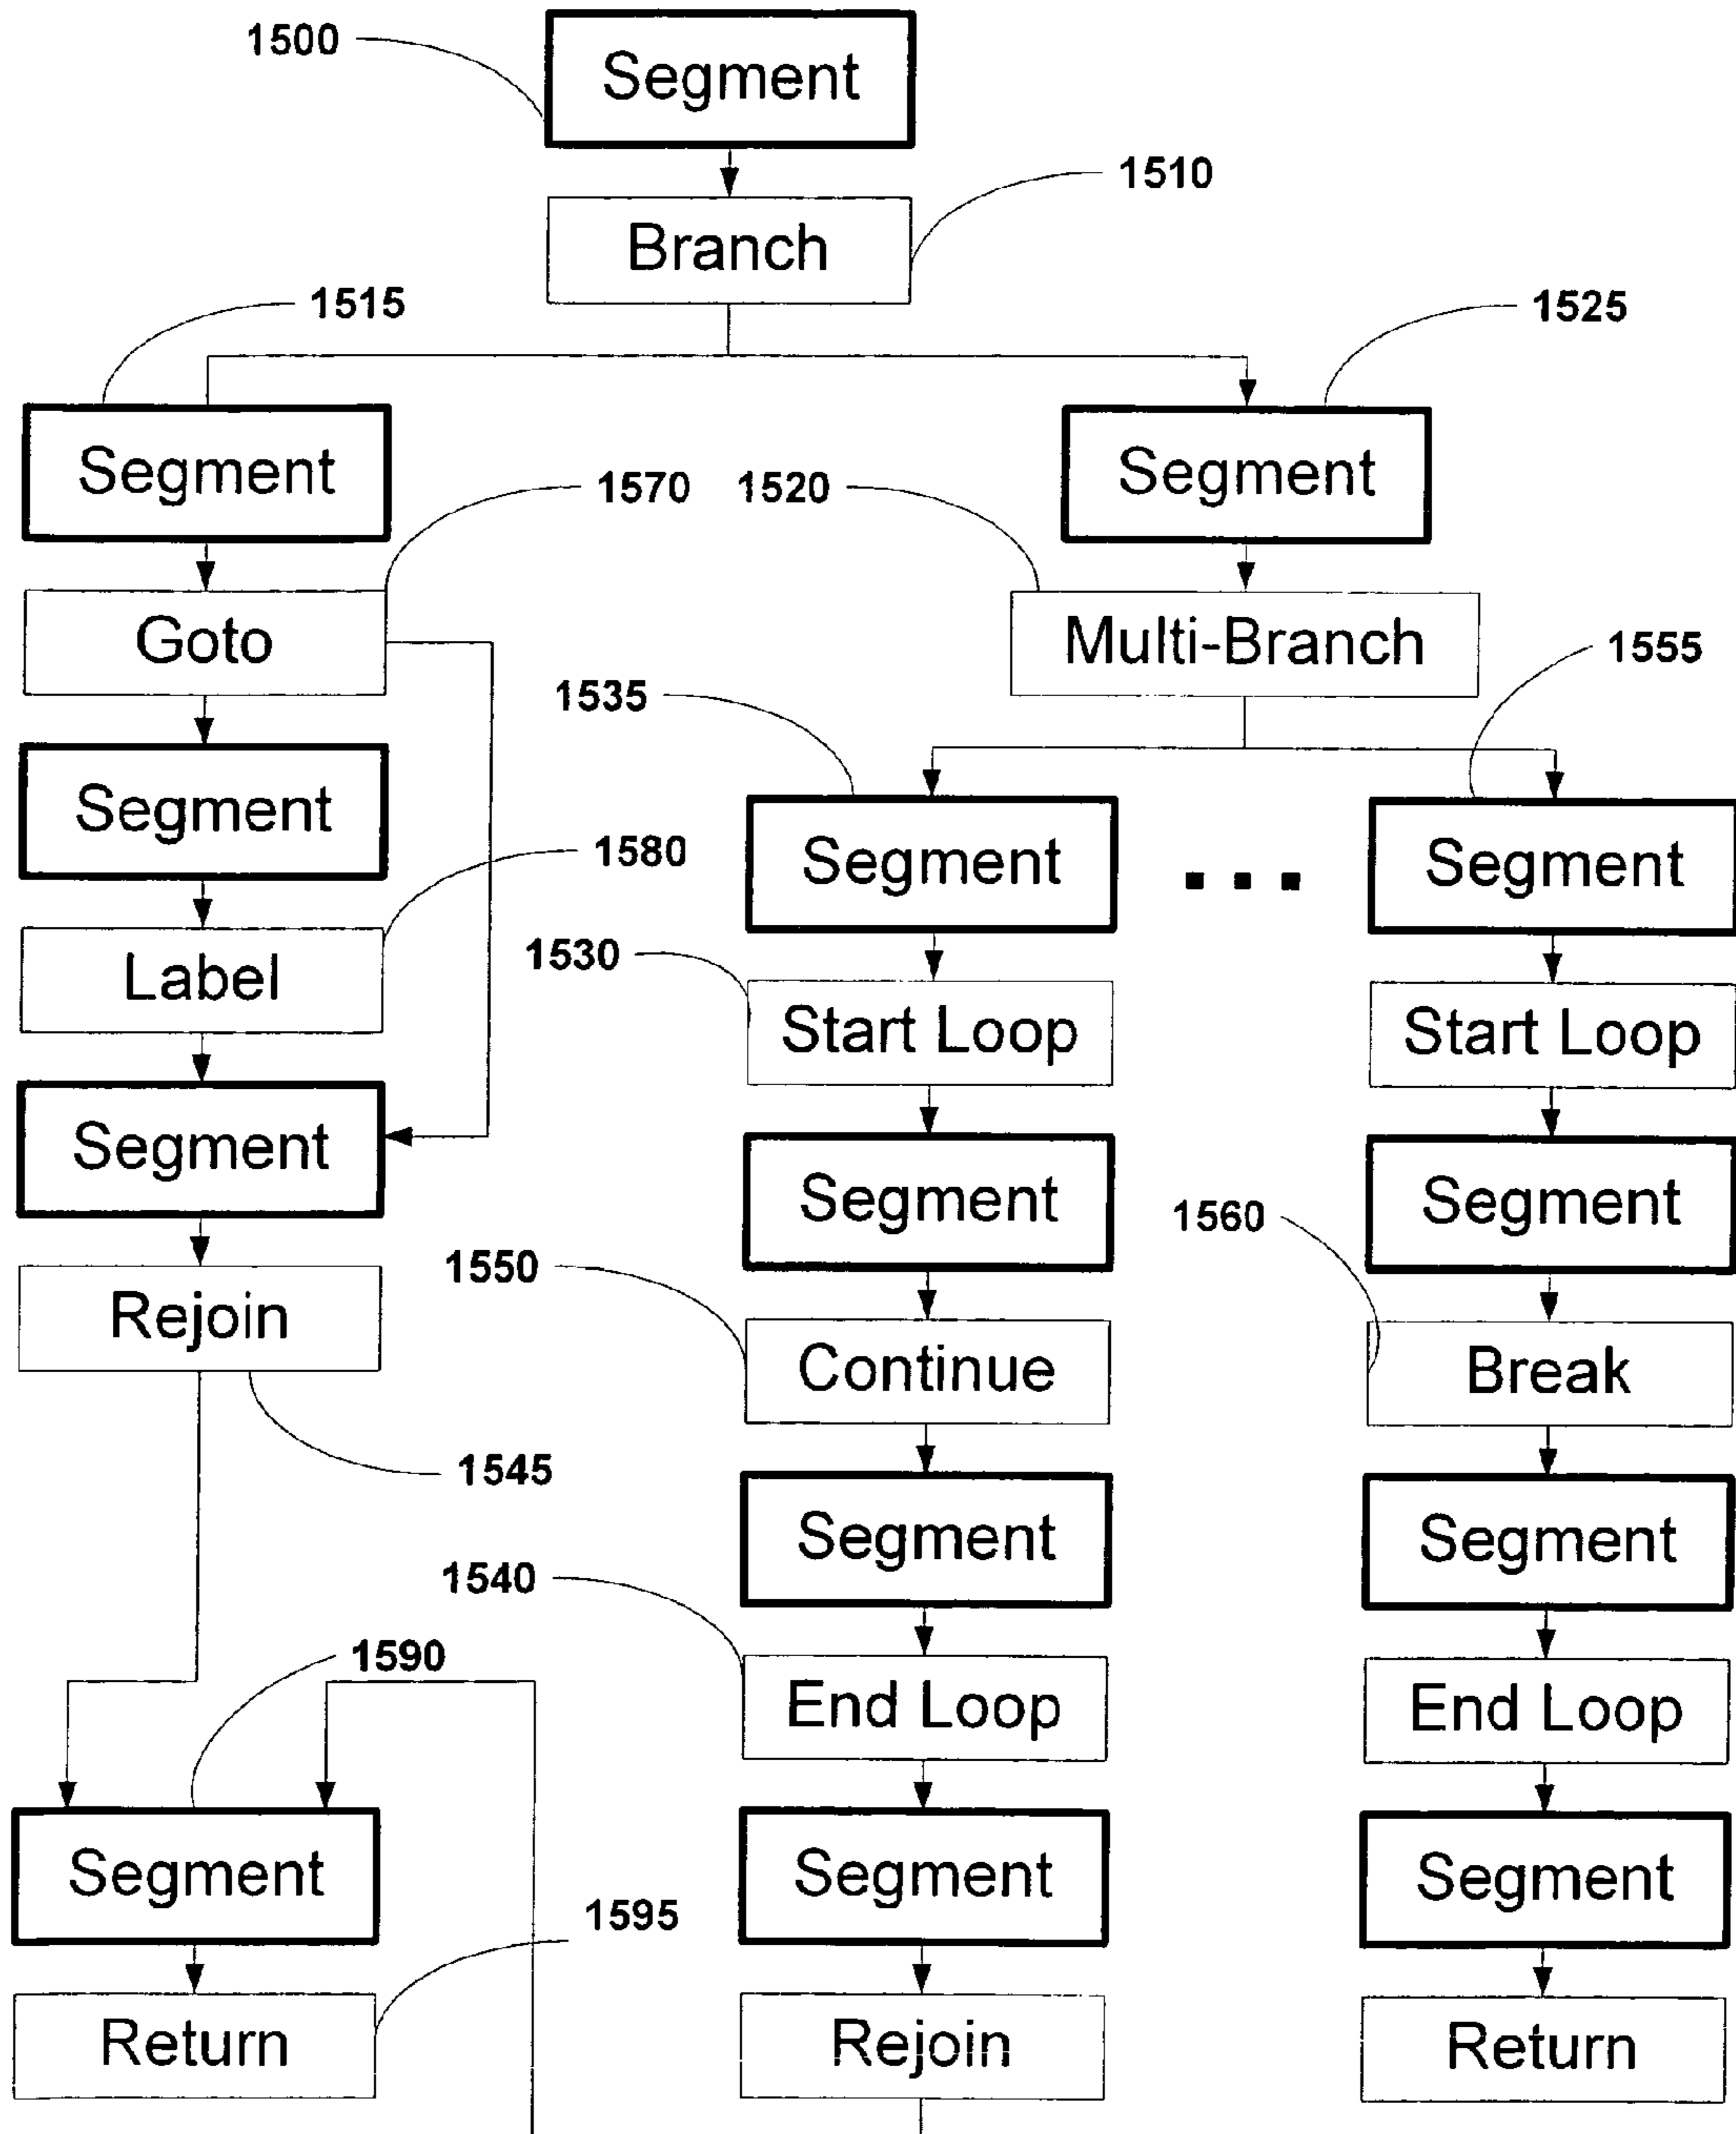 1500
Segment
1510
Branch
1515
1525
Segment
Segment
1570
1520
Goto
Multi-Branch
1555
1535
Segment
Segment
Segment
1580
Label
1530
Start Loop
Start Loop
Segment
Segment
Segment
1560
1550
Rejoin
Continue
Break
1545
Segment
Segment
1540
1590
End Loop
End Loop
Segment
Segment
Segment
1595
Return
Rejoin
Return